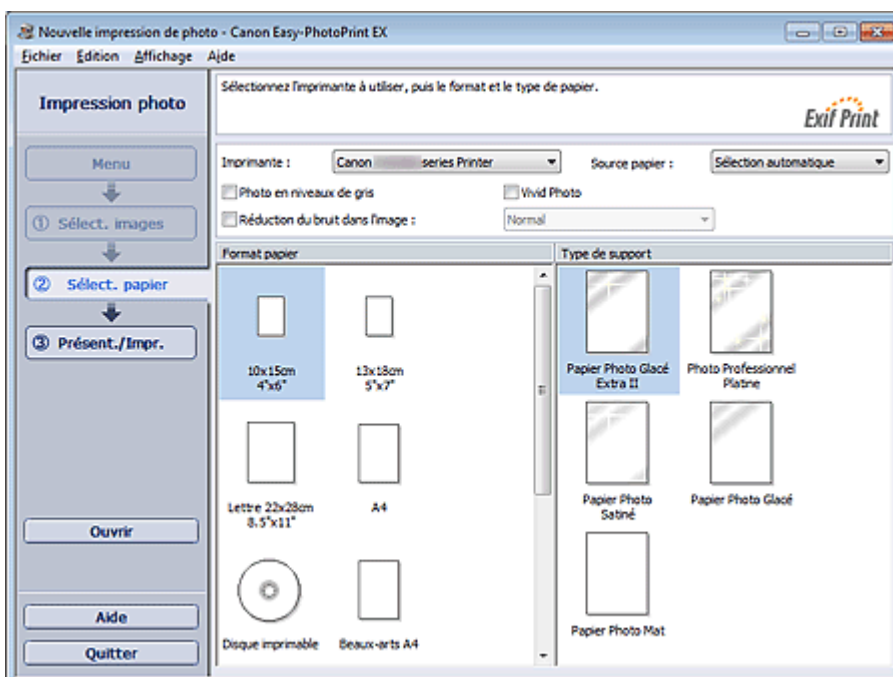 Nouvelle impression de photo - Canon Easy-PhotoPrint EX
Fichier Edition Affichage Aide
Impression photo
Sélectionnez l'imprimante à utiliser, puis le format et le type de papier.
Exif Print
Menu
① Sélect. images
② Sélect. papier
③ Présent./Impr.
Ouvrir
Aide
Quitter
Imprimante :
Canon series Printer
Source papier :
Sélection automatique
Photo en niveaux de gris
Vivid Photo
Réduction du bruit dans l'image :
Normal
Format papier
10x15cm
4"x6"
13x18cm
5"x7"
Lettre 22x28cm
8.5"x11"
A4
Disque imprimable
Beaux-arts A4
Type de support
Papier Photo Glacé
Extra II
Photo Professionnel
Platine
Papier Photo
Satiné
Papier Photo Glacé
Papier Photo Mat